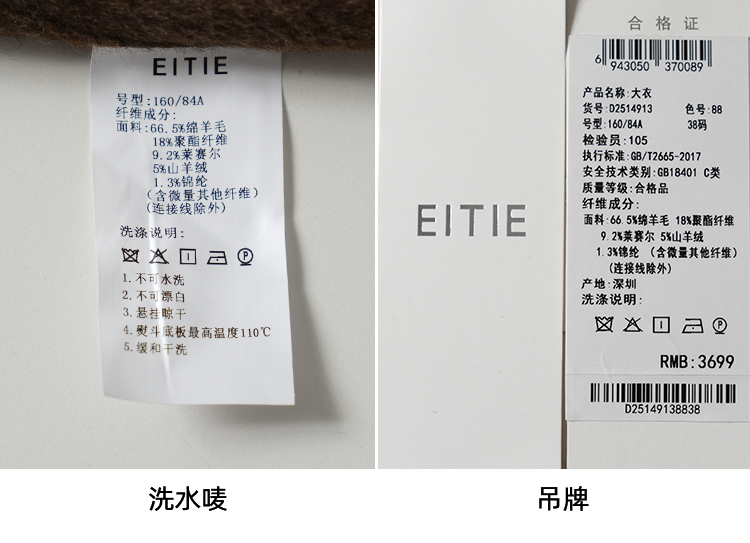 EITIE
号型:160/84A
纤维成分:
面料:66.5%绵羊毛
18%聚酯纤维
9.2%莱赛尔
5%山羊绒
1.3%锦纶
(含微量其他纤维)
(连接线除外)
洗涤说明:
P
1.不可水洗
2.不可漂白
3.悬挂晾干
4.熨斗底板最高温度110℃
5.缓和干洗
洗水唛
EITIE
合格证
6 943050 370089
产品名称:大衣
货号:D2514913 色号:88
号型:160/84A 38码
检验员:105
执行标准:GB/T2665-2017
安全技术类别:GB18401 C类
质量等级:合格品
纤维成分:
面料:66.5%绵羊毛 18%聚酯纤维
9.2%莱赛尔 5%山羊绒
1.3%锦纶 (含微量其他纤维)
(连接线除外)
产地:深圳
洗涤说明:
P
RMB:3699
D25149138838
吊牌